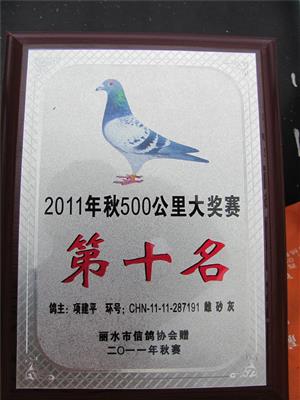 2011年秋500公里大奖赛
第十名
鸽主：项建平 环号：CHN-11-11-287191 雌 砂 灰
丽水市信鸽协会赠
二〇一一年秋赛